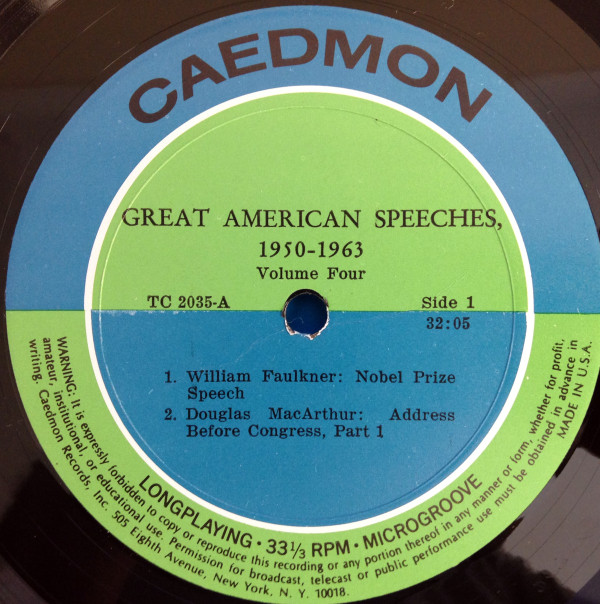 CAEDMON
GREAT AMERICAN SPEECHES,
1950-1963
Volume Four
TC 2035-A
Side 1
32:05
1. William Faulkner: Nobel Prize
Speech
2. Douglas MacArthur: Address
Before Congress, Part 1
LONGPLAYING · 33 1/3 RPM · MICROGROOVE
WARNING: It is expressly forbidden to copy or reproduce this recording or any portion thereof in any manner or form, whether for profit,
amateur, institutional, or educational use. Permission for broadcast, telecast or public performance use must be obtained in advance in
writing. Caedmon Records, Inc. 505 Eighth Avenue, New York, N. Y. 10018.
MADE IN U.S.A.